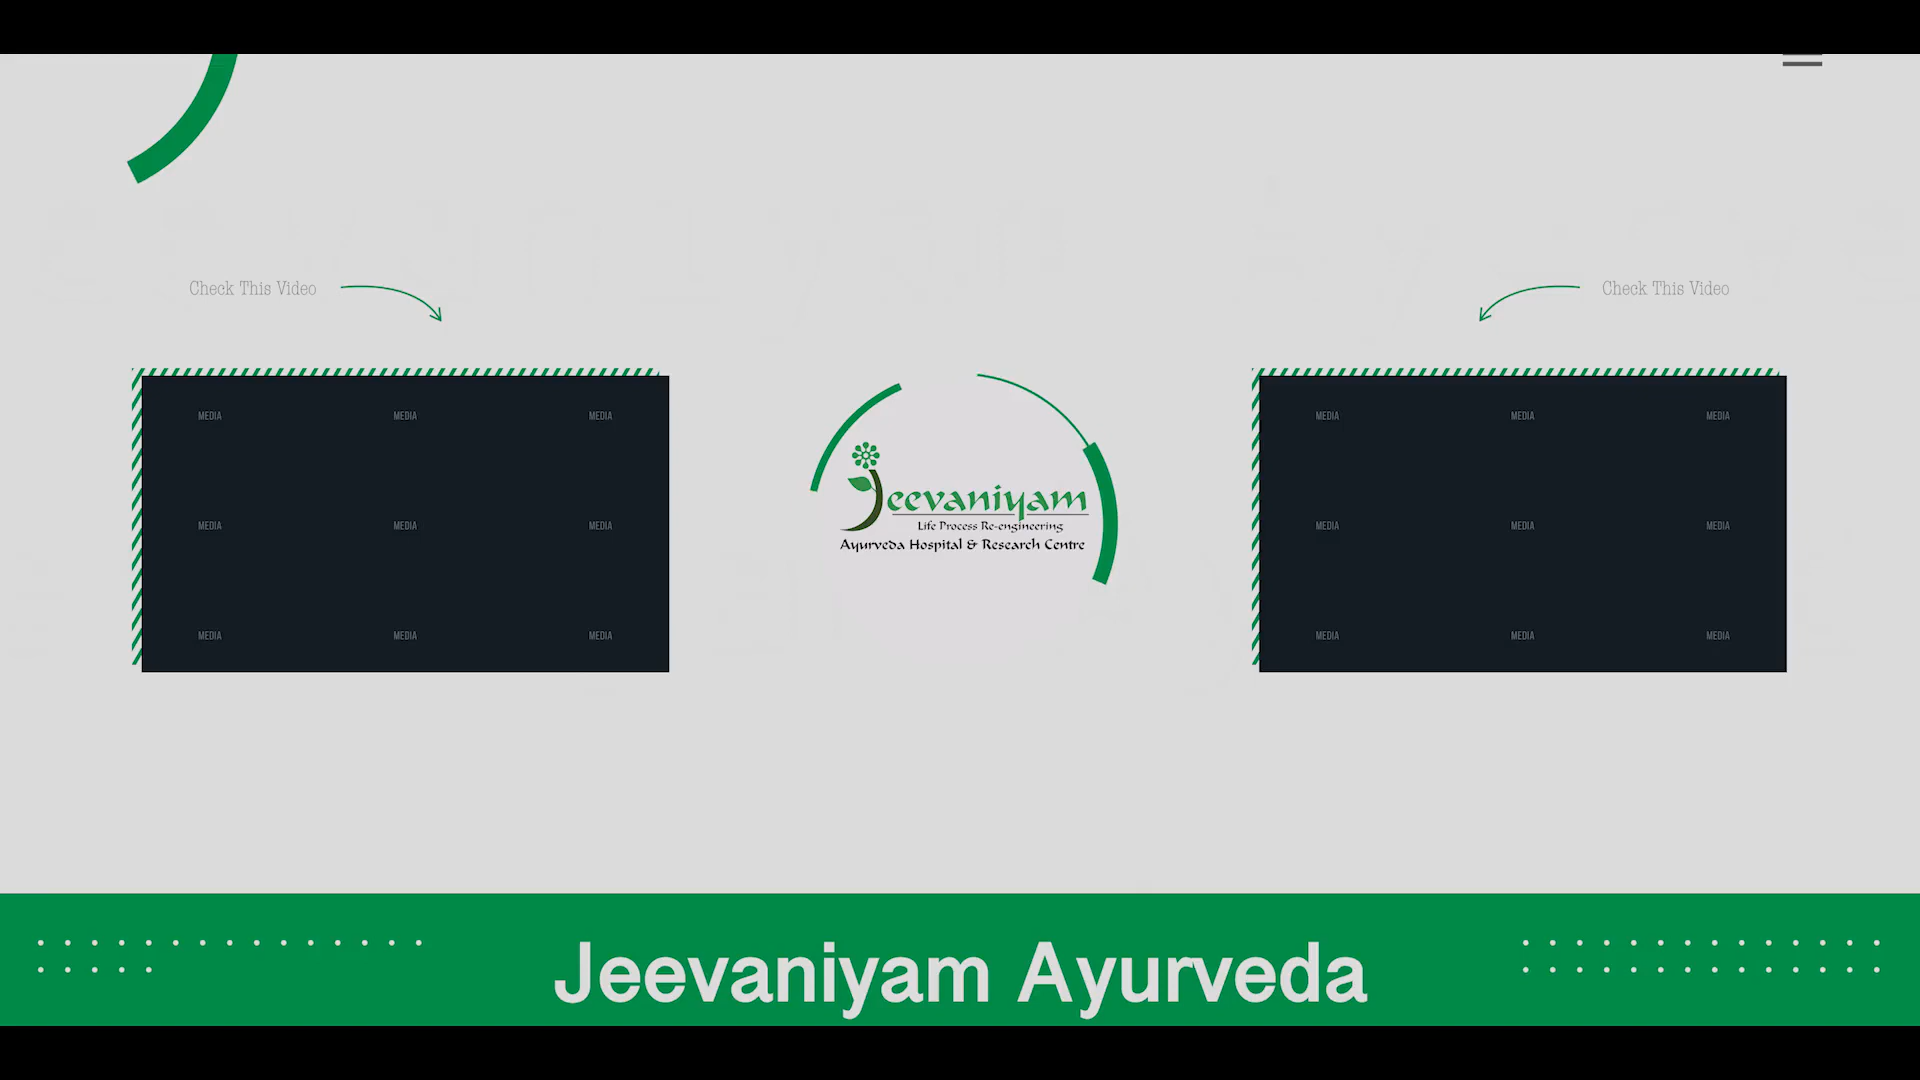 Check This Video
Check This Video
MEDIA MEDIA MEDIA
MEDIA MEDIA MEDIA
MEDIA MEDIA MEDIA
Jeevaniyam
Life Process Re-engineering
Ayurveda Hospital & Research Centre
MEDIA MEDIA MEDIA
MEDIA MEDIA MEDIA
MEDIA MEDIA MEDIA
Jeevaniyam Ayurveda